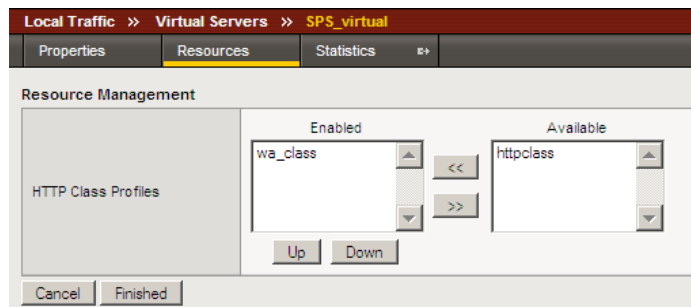 Local Traffic » Virtual Servers » SPS_virtual
Properties Resources Statistics
Resource Management
HTTP Class Profiles
Enabled Available
wa_class << httpclass
>>
Up Down
Cancel Finished